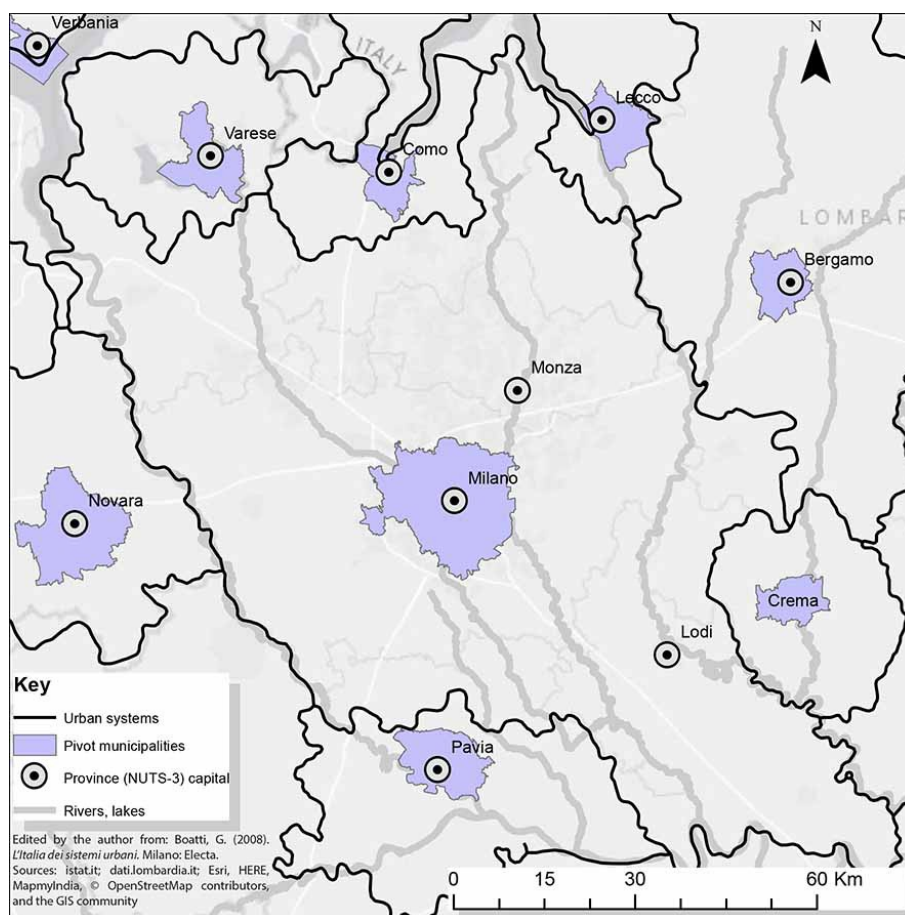 Verbania
N
ITALY
Lecco
Varese
Como
LOMBAR
Bergamo
Monza
Milano
Novara
Crema
Lodi
Key
Urban systems
Pivot municipalities
Province (NUTS-3) capital
Rivers, lakes
Pavia
Edited by the author from: Boatti, G. (2008).
L'Italia dei sistemi urbani. Milano: Electa.
Sources: istat.it; dati.lombardia.it; Esri, HERE,
MapmyIndia, © OpenStreetMap contributors,
and the GIS community
0 15 30 60 Km